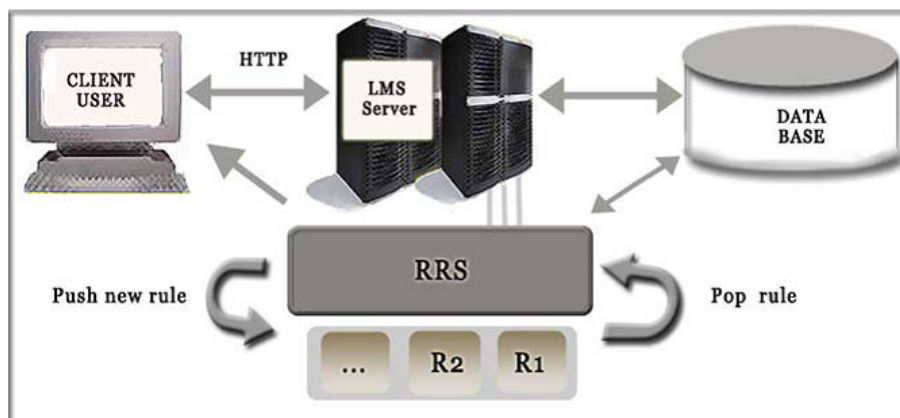 CLIENT
USER
HTTP
LMS
Server
DATA
BASE
RRS
Push new rule
Pop rule
...
R2
R1